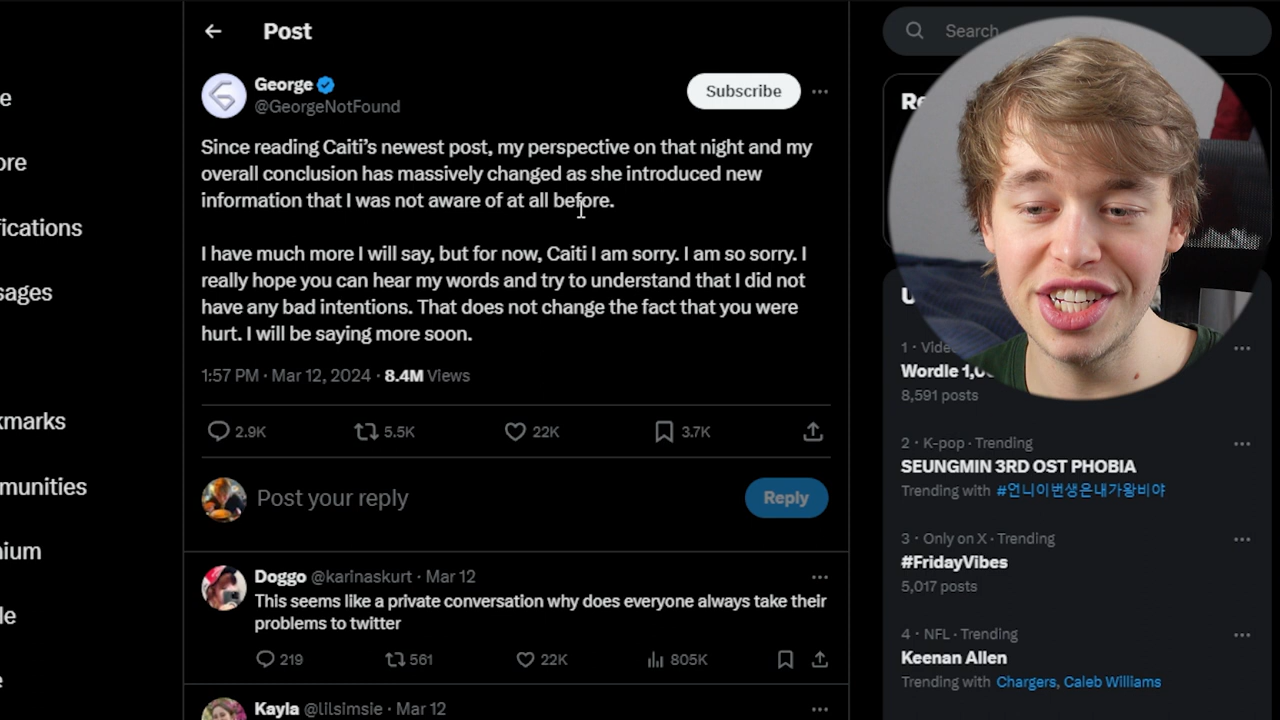 Post
Search
George
@GeorgeNotFound
Subscribe
Since reading Caiti’s newest post, my perspective on that night and my
overall conclusion has massively changed as she introduced new
information that I was not aware of at all before.
I have much more I will say, but for now, Caiti I am sorry. I am so sorry. I
really hope you can hear my words and try to understand that I did not
have any bad intentions. That does not change the fact that you were
hurt. I will be saying more soon.
1:57 PM · Mar 12, 2024 · 8.4M Views
2.9K 5.5K 22K 3.7K
Post your reply
Reply
Doggo @karinaskurt · Mar 12
This seems like a private conversation why does everyone always take their
problems to twitter
219 561 22K 805K
Kayla @lilsimsie · Mar 12
e
ore
ifications
sages
kmarks
munities
nium
le
e
Re
U
1 · Vide
Wordle 1,0
8,591 posts
2 · K-pop · Trending
SEUNGMIN 3RD OST PHOBIA
Trending with #언니이번생은내가왕비야
3 · Only on X · Trending
#FridayVibes
5,017 posts
4 · NFL · Trending
Keenan Allen
Trending with Chargers, Caleb Williams